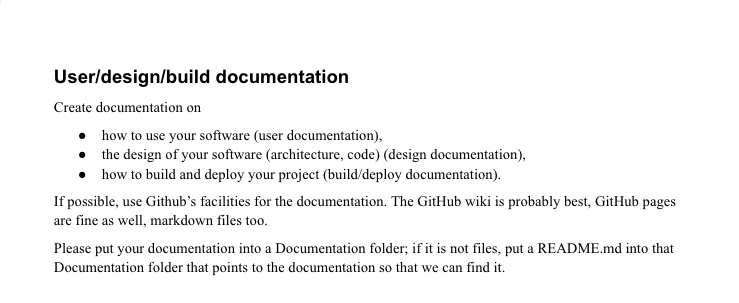 User/design/build documentation
Create documentation on
● how to use your software (user documentation),
● the design of your software (architecture, code) (design documentation),
● how to build and deploy your project (build/deploy documentation).
If possible, use Github’s facilities for the documentation. The GitHub wiki is probably best, GitHub pages
are fine as well, markdown files too.
Please put your documentation into a Documentation folder; if it is not files, put a README.md into that
Documentation folder that points to the documentation so that we can find it.